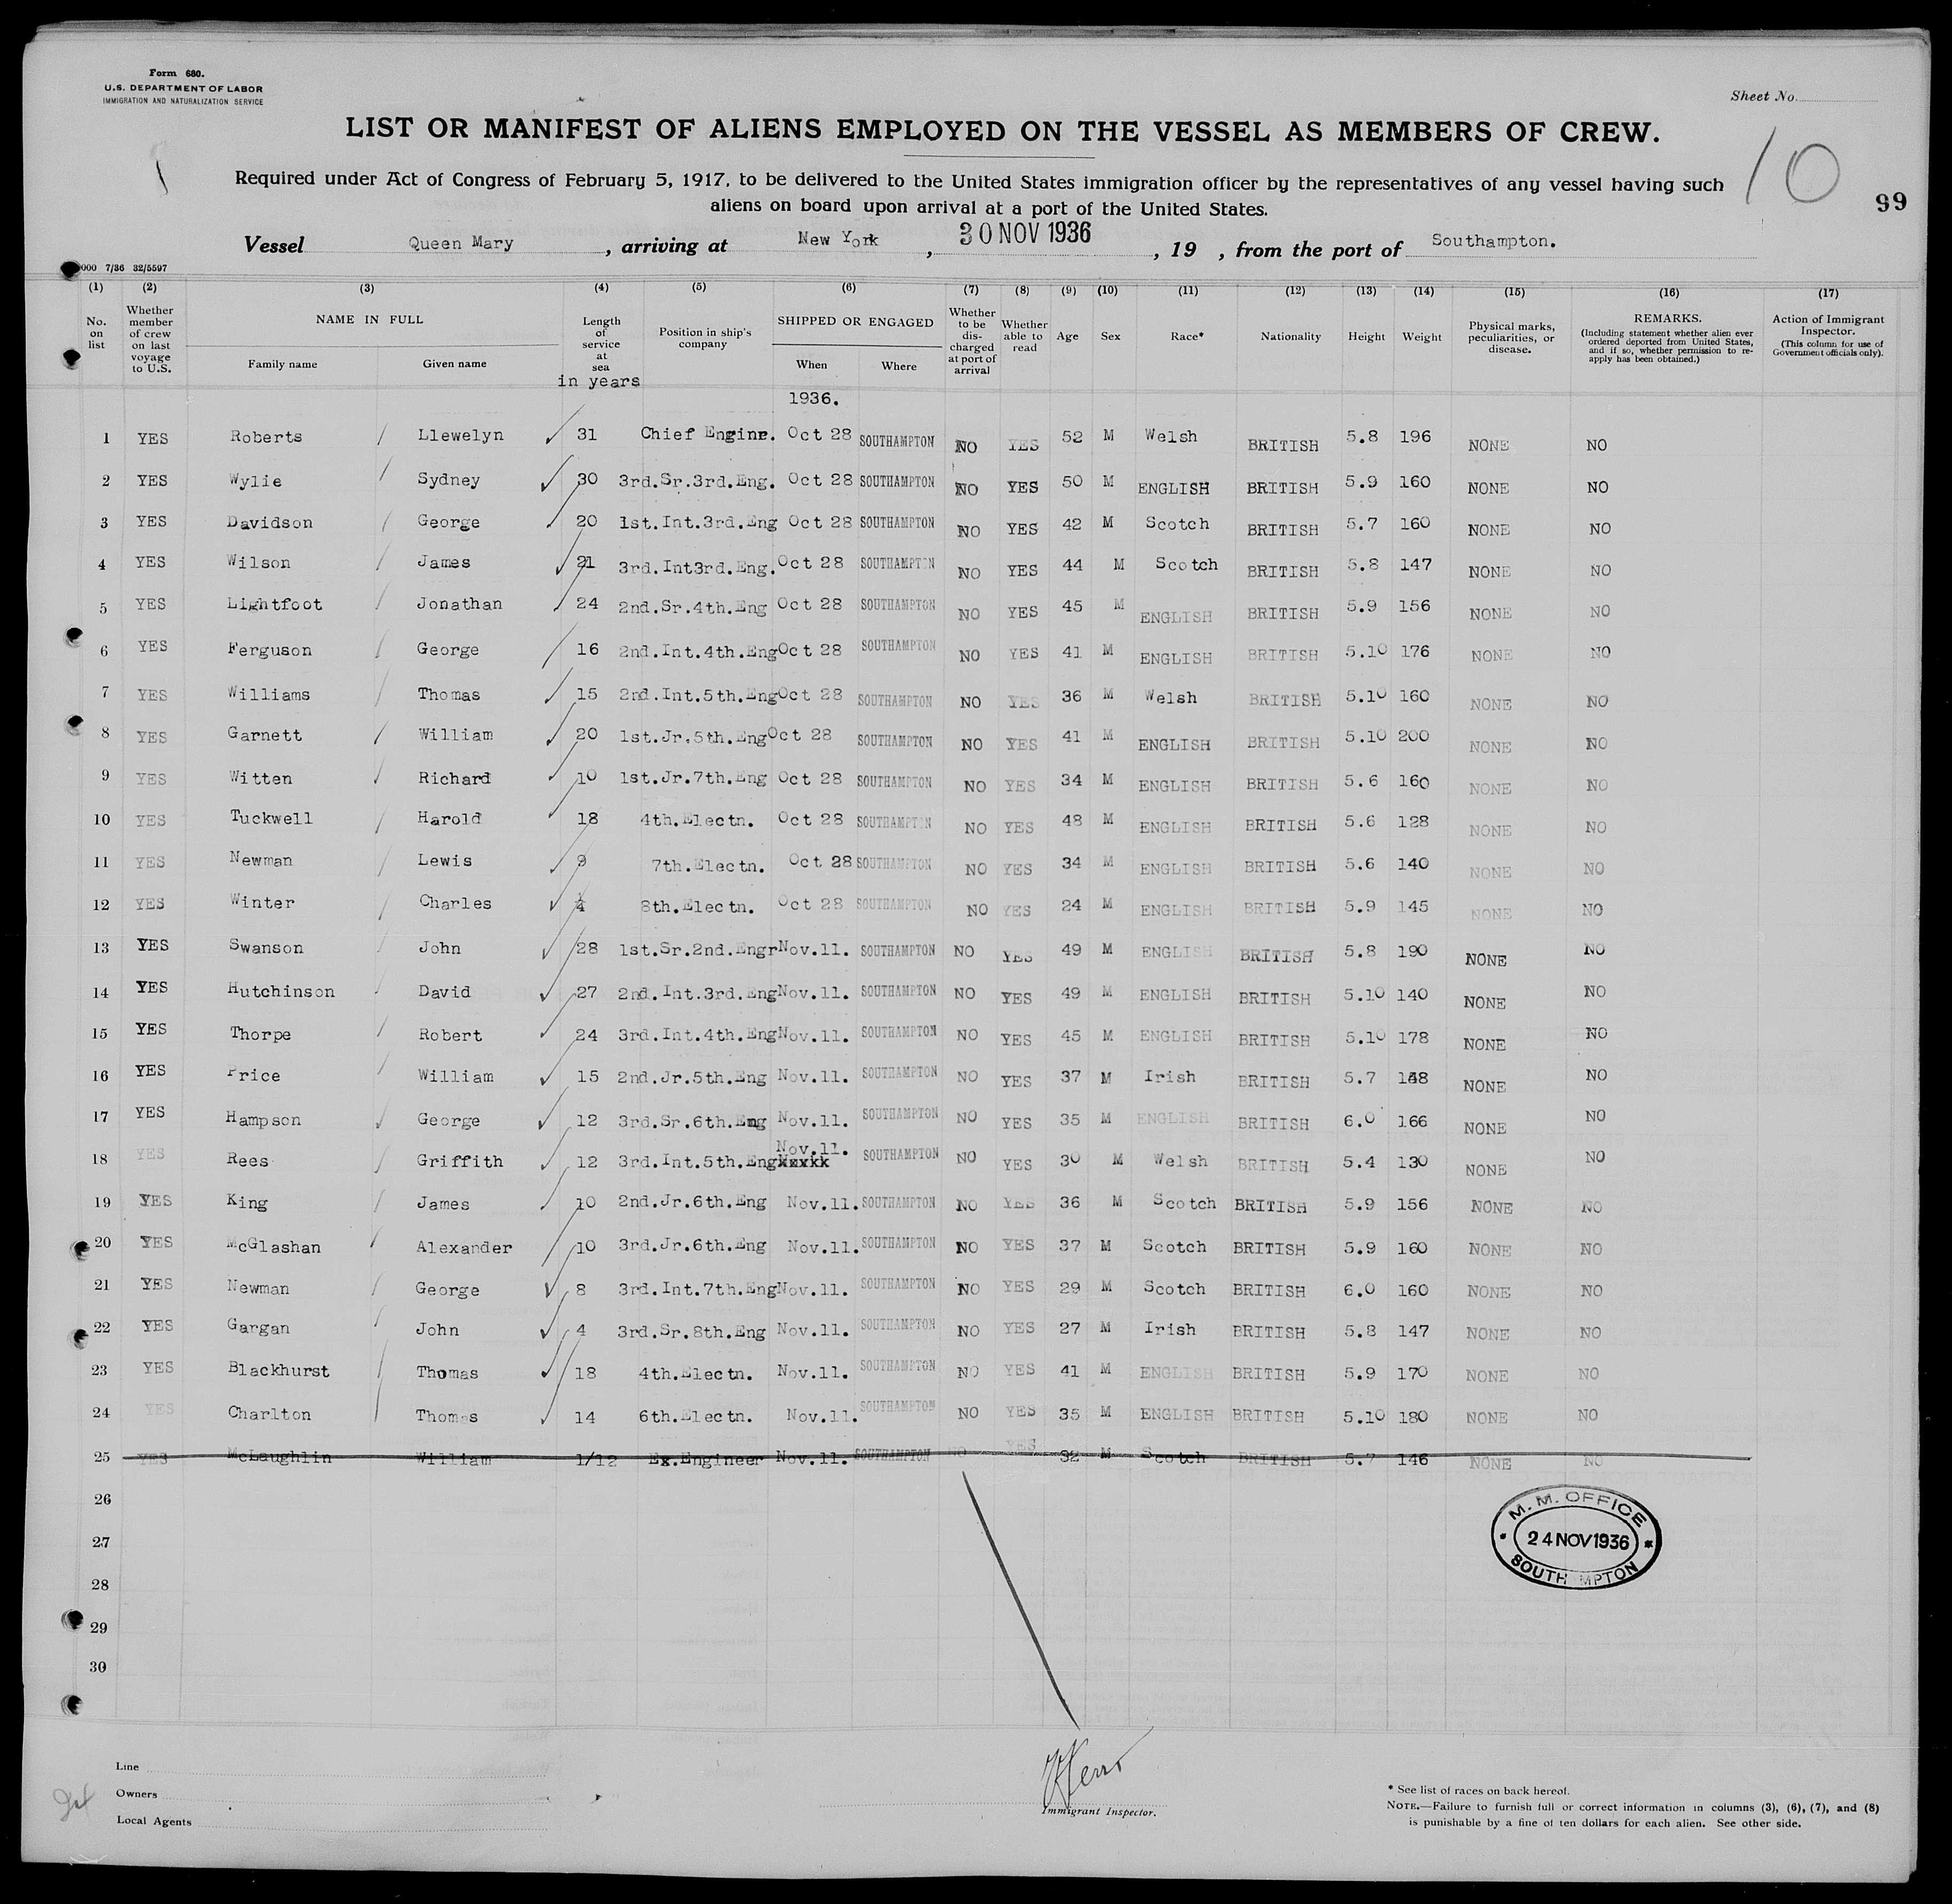 Form 680.
U.S. DEPARTMENT OF LABOR
IMMIGRATION AND NATURALIZATION SERVICE
Sheet No.
LIST OR MANIFEST OF ALIENS EMPLOYED ON THE VESSEL AS MEMBERS OF CREW.
10
Required under Act of Congress of February 5, 1917, to be delivered to the United States immigration officer by the representatives of any vessel having such
aliens on board upon arrival at a port of the United States.
99
Vessel Queen Mary, arriving at New York, 30 NOV 1936, 19 , from the port of Southampton.
000 7/36 32/5597
(1) (2) (3) (4) (5) (6) (7) (8) (9) (10) (11) (12) (13) (14) (15) (16) (17)
No. on list
Whether member of crew on last voyage to U.S.
NAME IN FULL
Family name
Given name
Length of service at sea
in years
Position in ship's company
SHIPPED OR ENGAGED
When
Where
Whether to be discharged at port of arrival
Whether able to read
Age
Sex
Race*
Nationality
Height
Weight
Physical marks, peculiarities, or disease.
REMARKS.
(Including statement whether alien ever ordered deported from United States, and if so, whether permission to re-apply has been obtained.)
Action of Immigrant Inspector.
(This column for use of Government officials only).
1936.
1 YES Roberts Llewelyn 31 Chief Enginr. Oct 28 SOUTHAMPTON NO YES 52 M Welsh BRITISH 5.8 196 NONE NO
2 YES Wylie Sydney 30 3rd.Sr.3rd.Eng. Oct 28 SOUTHAMPTON NO YES 50 M ENGLISH BRITISH 5.9 160 NONE NO
3 YES Davidson George 20 1st.Int.3rd.Eng Oct 28 SOUTHAMPTON NO YES 42 M Scotch BRITISH 5.7 160 NONE NO
4 YES Wilson James 21 3rd.Int3rd.Eng. Oct 28 SOUTHAMPTON NO YES 44 M Scotch BRITISH 5.8 147 NONE NO
5 YES Lightfoot Jonathan 24 2nd.Sr.4th.Eng Oct 28 SOUTHAMPTON NO YES 45 M ENGLISH BRITISH 5.9 156 NONE NO
6 YES Ferguson George 16 2nd.Int.4th.Eng Oct 28 SOUTHAMPTON NO YES 41 M ENGLISH BRITISH 5.10 176 NONE NO
7 YES Williams Thomas 15 2nd.Int.5th.Eng Oct 28 SOUTHAMPTON NO YES 36 M Welsh BRITISH 5.10 160 NONE NO
8 YES Garnett William 20 1st.Jr.5th.Eng Oct 28 SOUTHAMPTON NO YES 41 M ENGLISH BRITISH 5.10 200 NONE NO
9 YES Witten Richard 10 1st.Jr.7th.Eng Oct 28 SOUTHAMPTON NO YES 34 M ENGLISH BRITISH 5.6 160 NONE NO
10 YES Tuckwell Harold 18 4th.Electn. Oct 28 SOUTHAMPTON NO YES 48 M ENGLISH BRITISH 5.6 128 NONE NO
11 YES Newman Lewis 9 7th.Electn. Oct 28 SOUTHAMPTON NO YES 34 M ENGLISH BRITISH 5.6 140 NONE NO
12 YES Winter Charles 8th.Electn. Oct 28 SOUTHAMPTON NO YES 24 M ENGLISH BRITISH 5.9 145 NONE NO
13 YES Swanson John 28 1st.Sr.2nd.Engr Nov.11. SOUTHAMPTON NO YES 49 M ENGLISH BRITISH 5.8 190 NONE NO
14 YES Hutchinson David 27 2nd.Int.3rd.Eng Nov.11. SOUTHAMPTON NO YES 49 M ENGLISH BRITISH 5.10 140 NONE NO
15 YES Thorpe Robert 24 3rd.Int.4th.Eng Nov.11. SOUTHAMPTON NO YES 45 M ENGLISH BRITISH 5.10 178 NONE NO
16 YES Price William 15 2nd.Jr.5th.Eng Nov.11. SOUTHAMPTON NO YES 37 M Irish BRITISH 5.7 NONE NO
17 YES Hampson George 12 3rd.Sr.6th.Eng Nov.11. SOUTHAMPTON NO YES 35 M ENGLISH BRITISH 6.0 166 NONE NO
18 YES Rees Griffith 12 3rd.Int.5th.Eng Nov.11. SOUTHAMPTON NO YES 30 M Welsh BRITISH 5.4 130 NONE NO
19 YES King James 10 2nd.Jr.6th.Eng Nov.11. SOUTHAMPTON NO YES 36 M Scotch BRITISH 5.9 156 NONE NO
20 YES McGlashan Alexander 10 3rd.Jr.6th.Eng Nov.11. SOUTHAMPTON NO YES 37 M Scotch BRITISH 5.9 160 NONE NO
21 YES Newman George 8 3rd.Int.7th.Eng Nov.11. SOUTHAMPTON NO YES 29 M Scotch BRITISH 6.0 160 NONE NO
22 YES Gargan John 4 3rd.Sr.8th.Eng Nov.11. SOUTHAMPTON NO YES 27 M Irish BRITISH 5.8 147 NONE NO
23 YES Blackhurst Thomas 18 4th.Electn. Nov.11. SOUTHAMPTON NO YES 41 M ENGLISH BRITISH 5.9 170 NONE NO
24 YES Charlton Thomas 14 6th.Electn. Nov.11. SOUTHAMPTON NO YES 35 M ENGLISH BRITISH 5.10 180 NONE NO
25 YES McLaughlin William 1/12 Ex.Engineer Nov.11. SOUTHAMPTON NO YES 32 M Scotch BRITISH 5.7 146 NONE NO
26
27
28
29
30
M. M. OFFICE
24 NOV 1936
SOUTH MPTON
Line
Owners
Local Agents
Immigrant Inspector.
* See list of races on back hereof.
NOTE.—Failure to furnish full or correct information in columns (3), (6), (7), and (8)
is punishable by a fine of ten dollars for each alien. See other side.